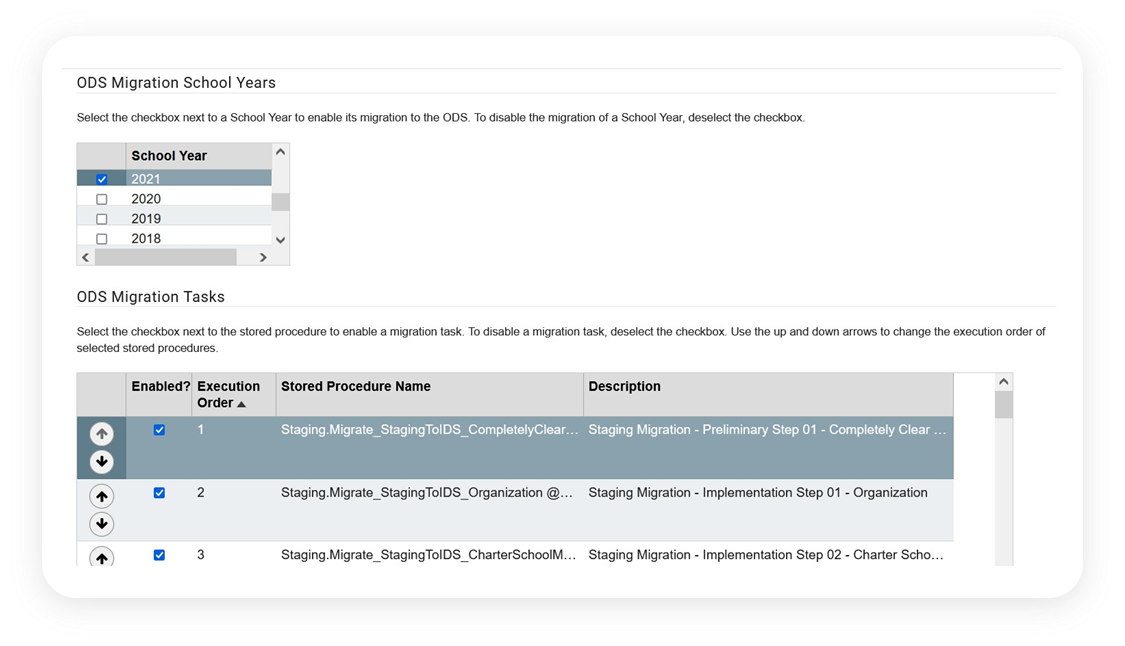 ODS Migration School Years
Select the checkbox next to a School Year to enable its migration to the ODS. To disable the migration of a School Year, deselect the checkbox.
School Year
2021
2020
2019
2018
ODS Migration Tasks
Select the checkbox next to the stored procedure to enable a migration task. To disable a migration task, deselect the checkbox. Use the up and down arrows to change the execution order of
selected stored procedures.
Enabled? Execution Order Stored Procedure Name Description
1 Staging.Migrate_StagingToIDS_CompletelyClear... Staging Migration - Preliminary Step 01 - Completely Clear ...
2 Staging.Migrate_StagingToIDS_Organization @... Staging Migration - Implementation Step 01 - Organization
3 Staging.Migrate_StagingToIDS_CharterSchoolM... Staging Migration - Implementation Step 02 - Charter Scho...